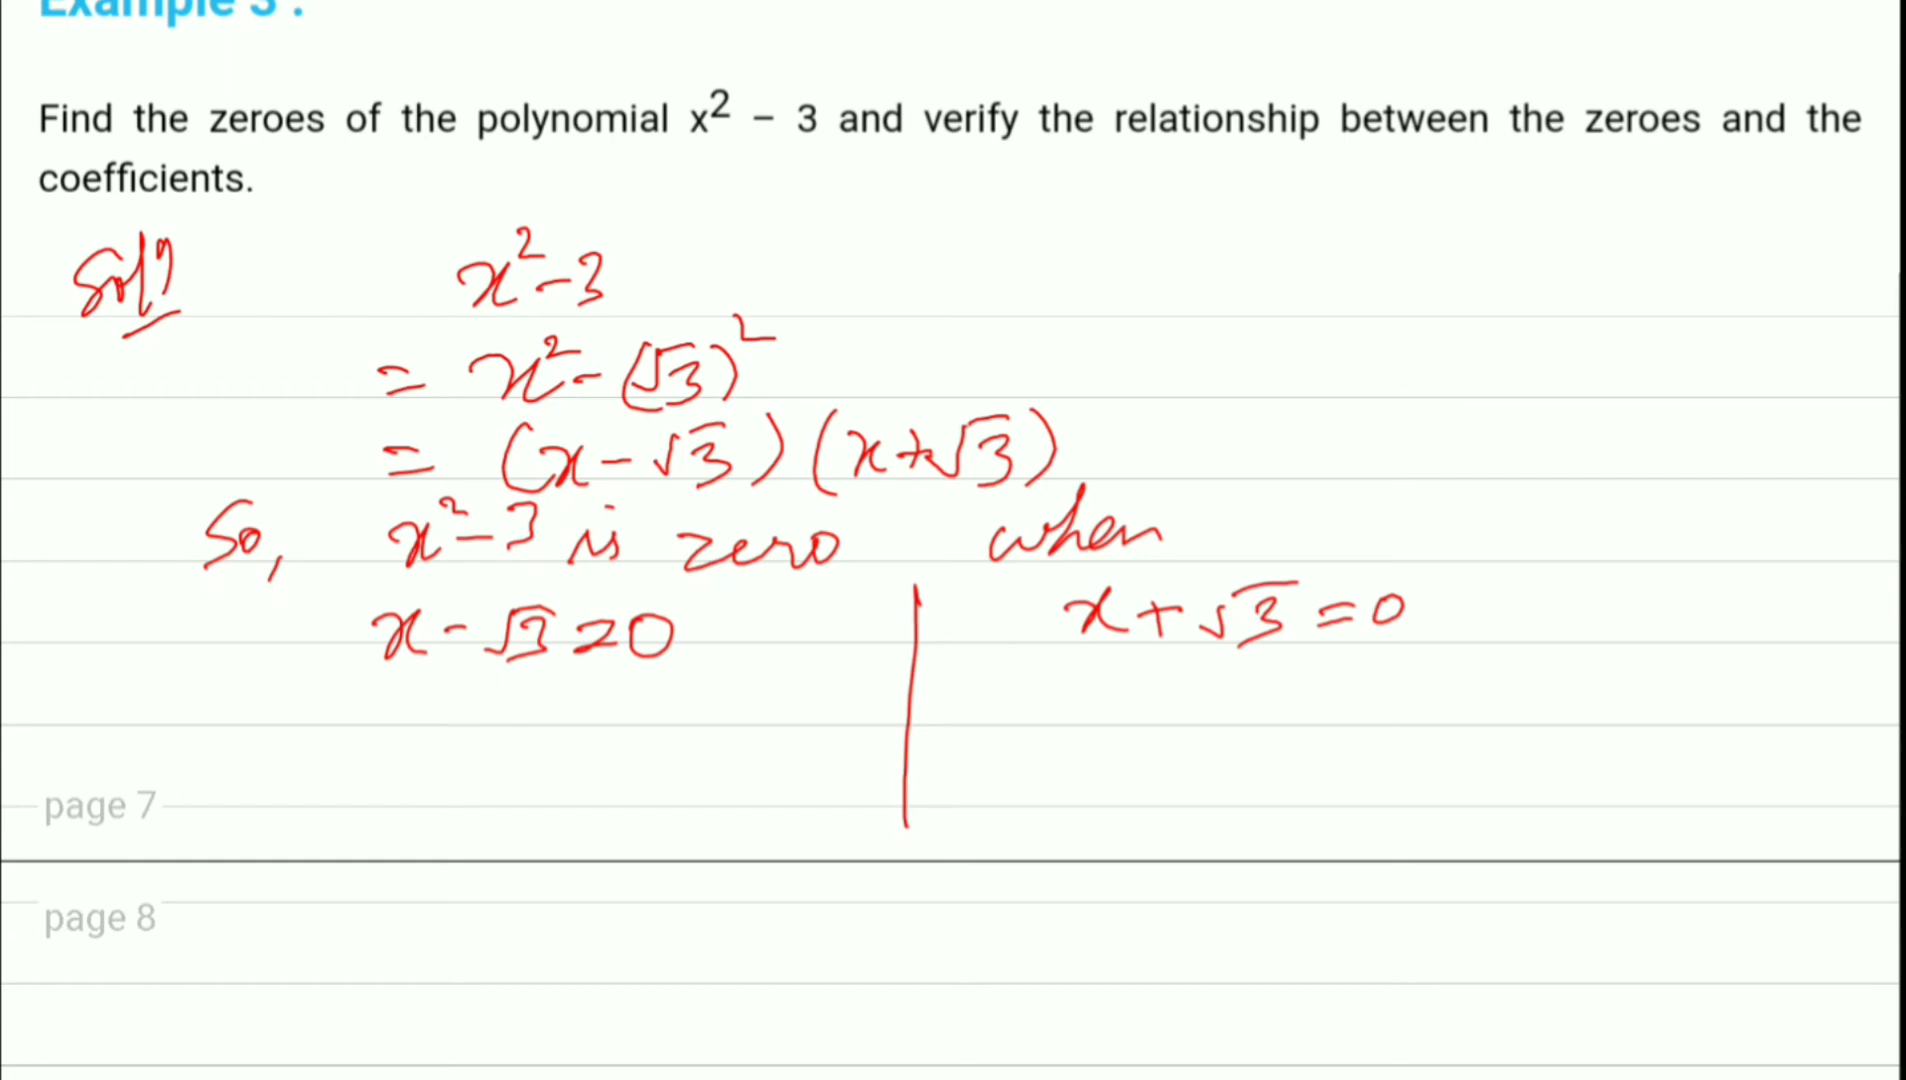 Example 3 :
Find the zeroes of the polynomial x² – 3 and verify the relationship between the zeroes and the
coefficients.
Solⁿ
x² - 3
= x² - (√3)²
= (x - √3) (x + √3)
So, x² - 3 is zero when
x - √3 = 0 | x + √3 = 0
page 7
page 8